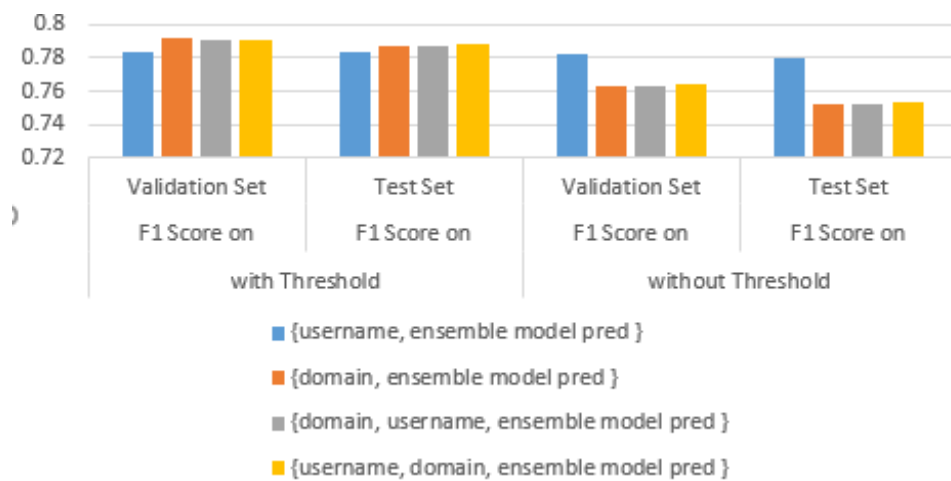 0.8
0.78
0.76
0.74
0.72
Validation Set Test Set Validation Set Test Set
F1 Score on F1 Score on F1 Score on F1 Score on
with Threshold without Threshold
{username, ensemble model pred }
{domain, ensemble model pred }
{domain, username, ensemble model pred }
{username, domain, ensemble model pred }